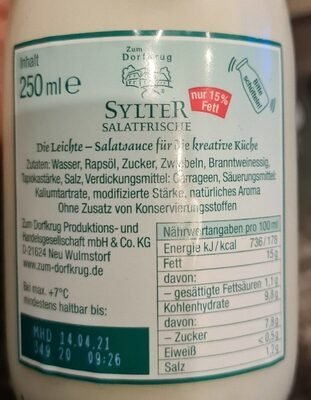 Inhalt
250 ml e
Zum
Dorfkrug
nur 15%
Fett
Bitte
schütteln!
SYLTER
SALATFRISCHE
Die Leichte – Salatsauce für die kreative Küche
Zutaten: Wasser, Rapsöl, Zucker, Zwiebeln, Branntweinessig,
Tapiokastärke, Salz, Verdickungsmittel: Carrageen, Säuerungsmittel:
Kaliumtartrate, modifizierte Stärke, natürliches Aroma
Ohne Zusatz von Konservierungsstoffen
Zum Dorfkrug Produktions- und
Handelsgesellschaft mbH & Co. KG
D-21624 Neu Wulmstorf
www.zum-dorfkrug.de
Bei max. +7°C
mindestens haltbar bis:
MHD 14.04.21
049 20 09:26
Nährwertangaben pro 100 ml
Energie kJ/kcal 736/178
Fett 15g
davon:
– gesättigte Fettsäuren 1,1g
Kohlenhydrate 9,8g
davon:
– Zucker 7,8g
Eiweiß < 0,5g
Salz 1,2g